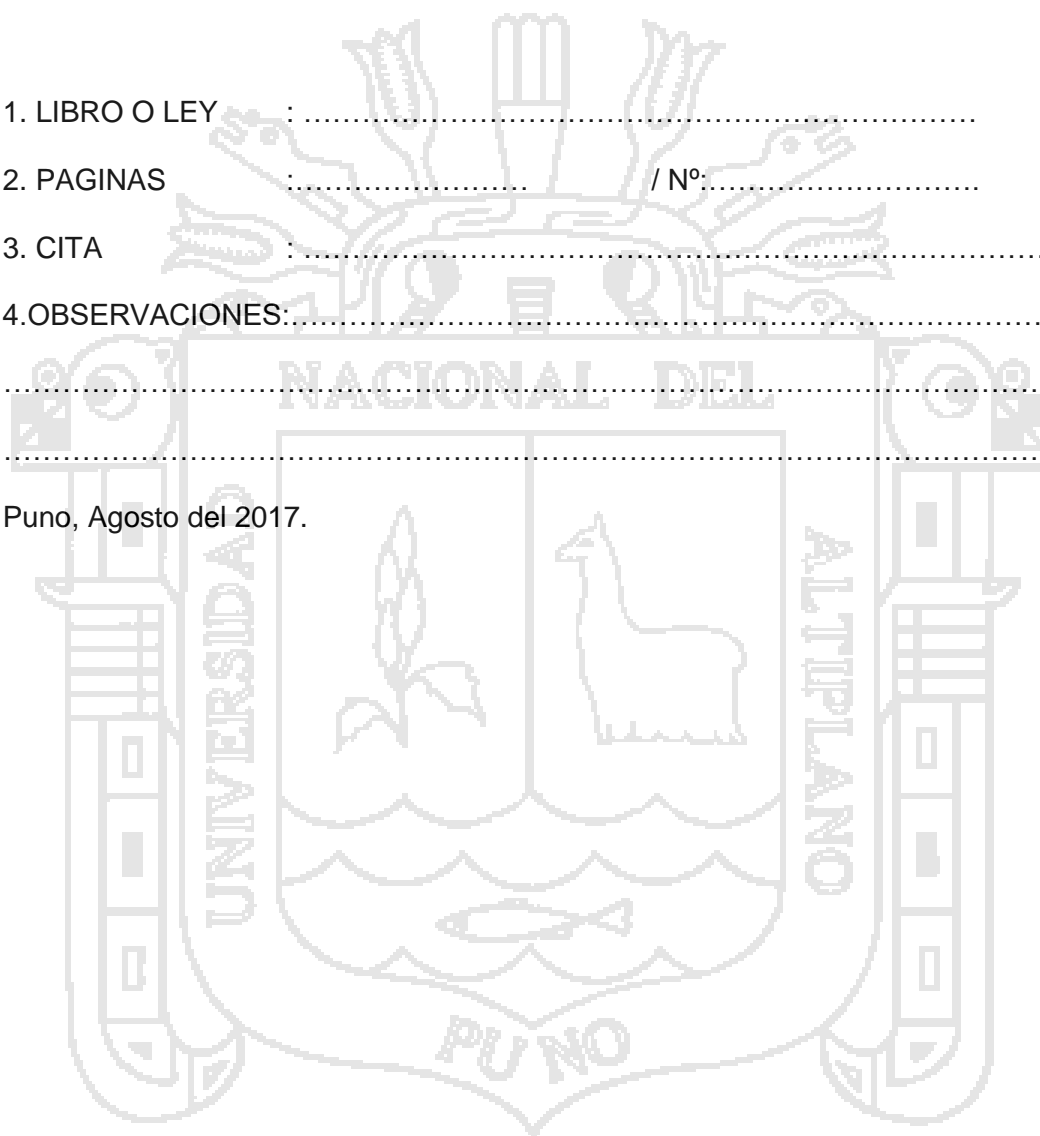 1. LIBRO O LEY : ……………………………………………………………
2. PAGINAS :…………………… / Nº:……………………….
3. CITA : …………………………………………………………………
4.OBSERVACIONES:……………………………………………………………………
………………………………………………………………………………………………
………………………………………………………………………………………………
Puno, Agosto del 2017.
UNIVERSIDAD
NACIONAL DEL
ALTIPLANO
PUNO